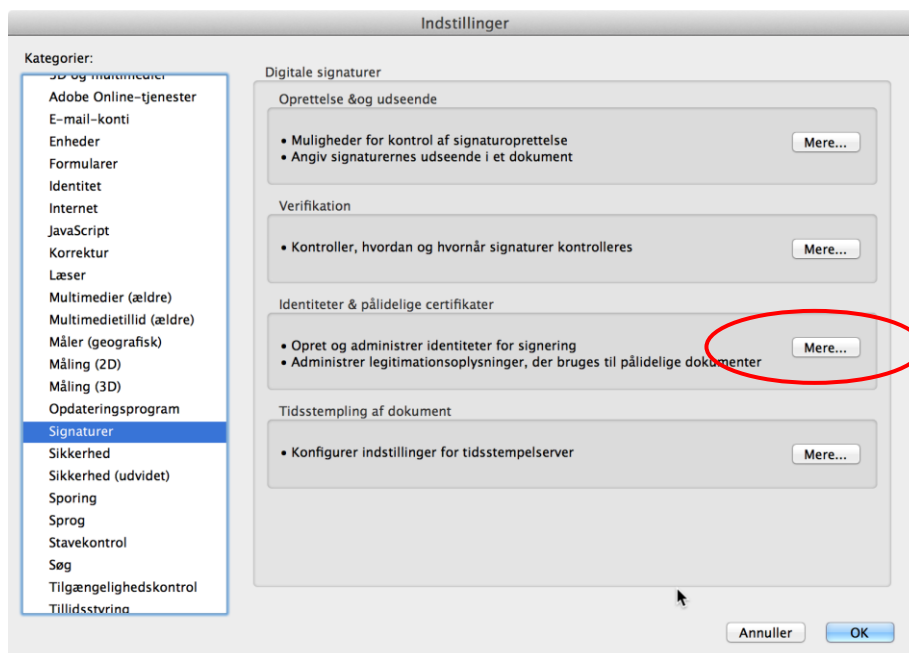 Indstillinger
Kategorier:
3D og multimedier
Adobe Online-tjenester
E-mail-konti
Enheder
Formularer
Identitet
Internet
JavaScript
Korrektur
Læser
Multimedier (ældre)
Multimedietillid (ældre)
Måler (geografisk)
Måling (2D)
Måling (3D)
Opdateringsprogram
Signaturer
Sikkerhed
Sikkerhed (udvidet)
Sporing
Sprog
Stavekontrol
Søg
Tilgængelighedskontrol
Tillidsstyring
Digitale signaturer
Oprettelse &og udseende
• Muligheder for kontrol af signaturoprettelse
• Angiv signaturernes udseende i et dokument
Mere...
Verifikation
• Kontroller, hvordan og hvornår signaturer kontrolleres
Mere...
Identiteter & pålidelige certifikater
• Opret og administrer identiteter for signering
• Administrer legitimationsoplysninger, der bruges til pålidelige dokumenter
Mere...
Tidsstempling af dokument
• Konfigurer indstillinger for tidsstempelserver
Mere...
Annuller
OK